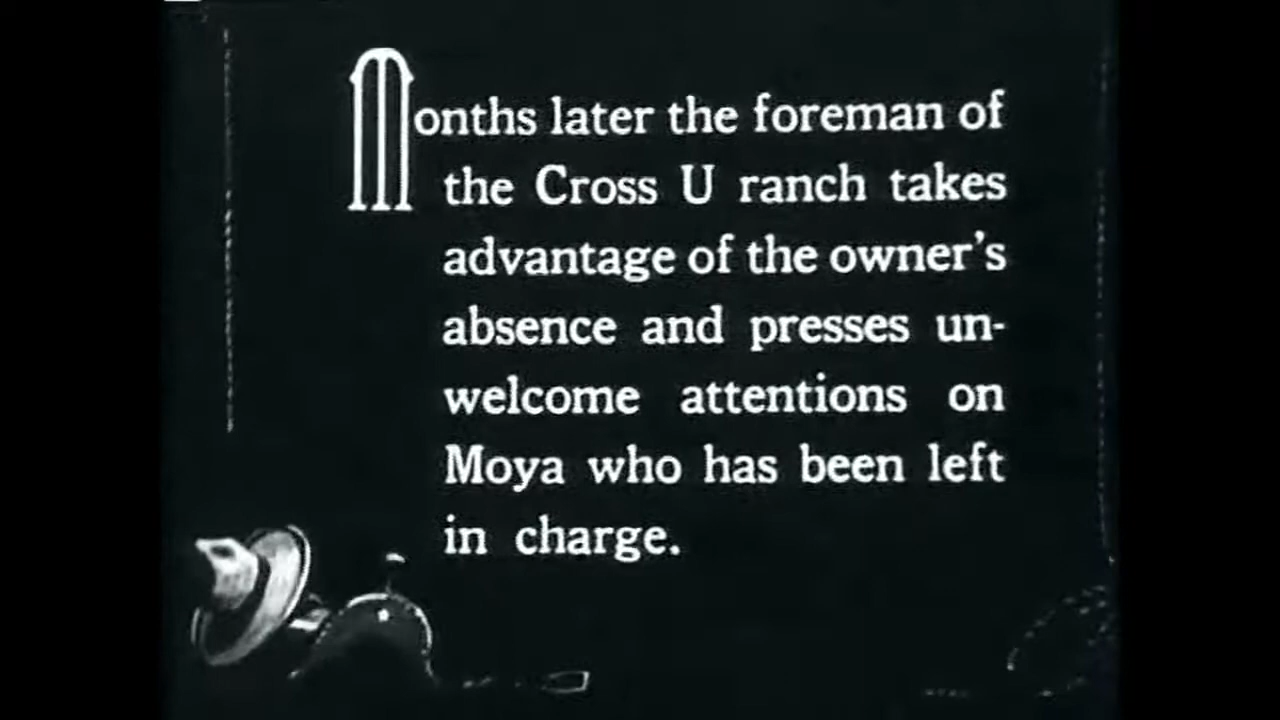 Months later the foreman of
the Cross U ranch takes
advantage of the owner's
absence and presses un-
welcome attentions on
Moya who has been left
in charge.